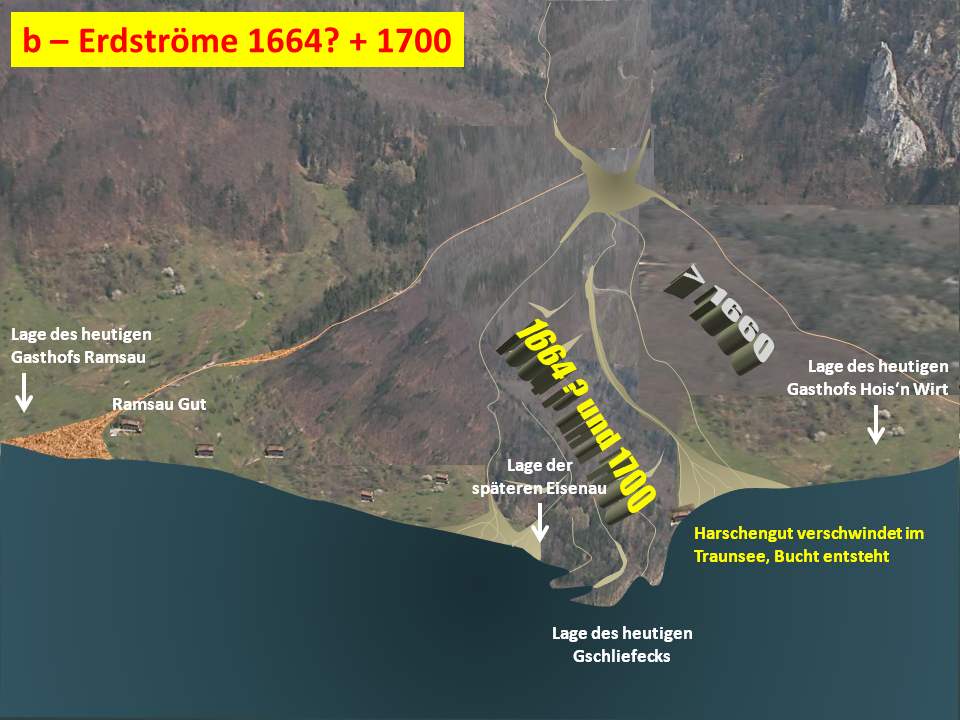 b – Erdströme 1664? + 1700
v 1660
Lage des heutigen
Gasthofs Ramsau
Ramsau Gut
1664 ? und 1700
Lage des heutigen
Gasthofs Hois‘n Wirt
Lage der
späteren Eisenau
Harschengut verschwindet im
Traunsee, Bucht entsteht
Lage des heutigen
Gschliefecks